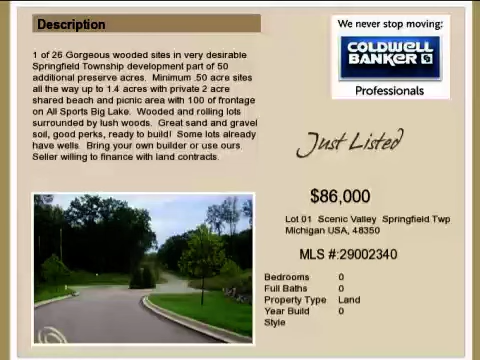 Description
1 of 26 Gorgeous wooded sites in very desirable
Springfield Township development part of 50
additional preserve acres. Minimum .50 acre sites
all the way up to 1.4 acres with private 2 acre
shared beach and picnic area with 100 of frontage
on All Sports Big Lake. Wooded and rolling lots
surrounded by lush woods. Great sand and gravel
soil, good perks, ready to build! Some lots already
have wells. Bring your own builder or use ours.
Seller willing to finance with land contracts.
We never stop moving:
COLDWELL
BANKER
Professionals
Just Listed
$86,000
Lot 01 Scenic Valley Springfield Twp
Michigan USA, 48350
MLS #:29002340
Bedrooms 0
Full Baths 0
Property Type Land
Year Build 0
Style